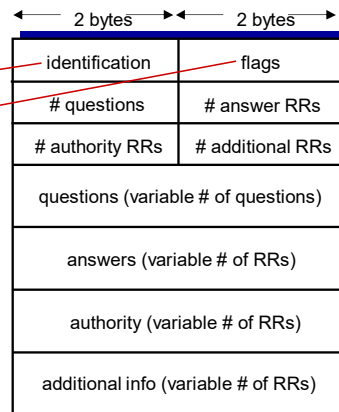 2 bytes 2 bytes
identification flags
# questions # answer RRs
# authority RRs # additional RRs
questions (variable # of questions)
answers (variable # of RRs)
authority (variable # of RRs)
additional info (variable # of RRs)